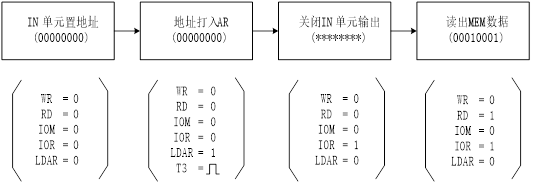 IN 单元置地址
(00000000)
地址打入AR
(00000000)
关闭IN 单元输出
(********)
读出MEM数据
(00010001)
WR = 0
RD = 0
IOM = 0
IOR = 0
LDAR = 0
WR = 0
RD = 0
IOM = 0
IOR = 0
LDAR = 1
T3 =
WR = 0
RD = 0
IOM = 0
IOR = 1
LDAR = 0
WR = 0
RD = 1
IOM = 0
IOR = 1
LDAR = 0